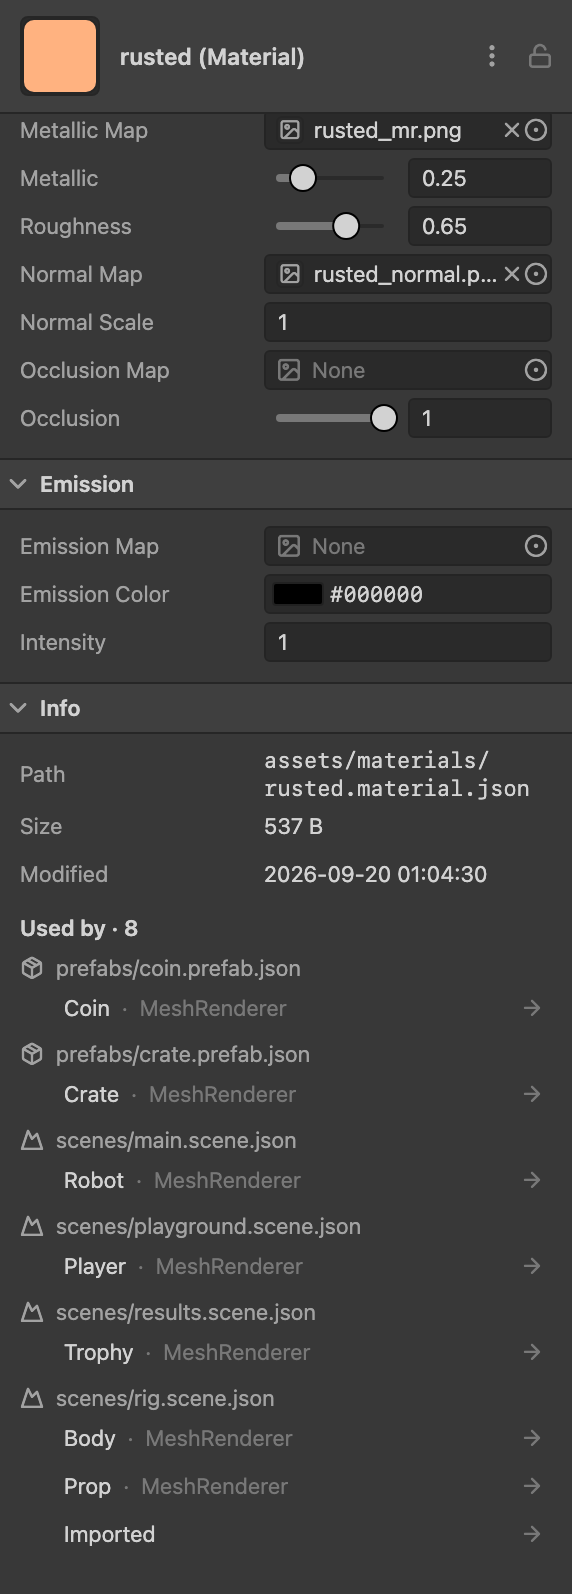 rusted (Material)
Metallic Map rusted_mr.png
Metallic 0.25
Roughness 0.65
Normal Map rusted_normal.p...
Normal Scale 1
Occlusion Map None
Occlusion 1
Emission
Emission Map None
Emission Color #000000
Intensity 1
Info
Path assets/materials/
rusted.material.json
Size 537 B
Modified 2026-09-20 01:04:30
Used by · 8
prefabs/coin.prefab.json
Coin · MeshRenderer
prefabs/crate.prefab.json
Crate · MeshRenderer
scenes/main.scene.json
Robot · MeshRenderer
scenes/playground.scene.json
Player · MeshRenderer
scenes/results.scene.json
Trophy · MeshRenderer
scenes/rig.scene.json
Body · MeshRenderer
Prop · MeshRenderer
Imported